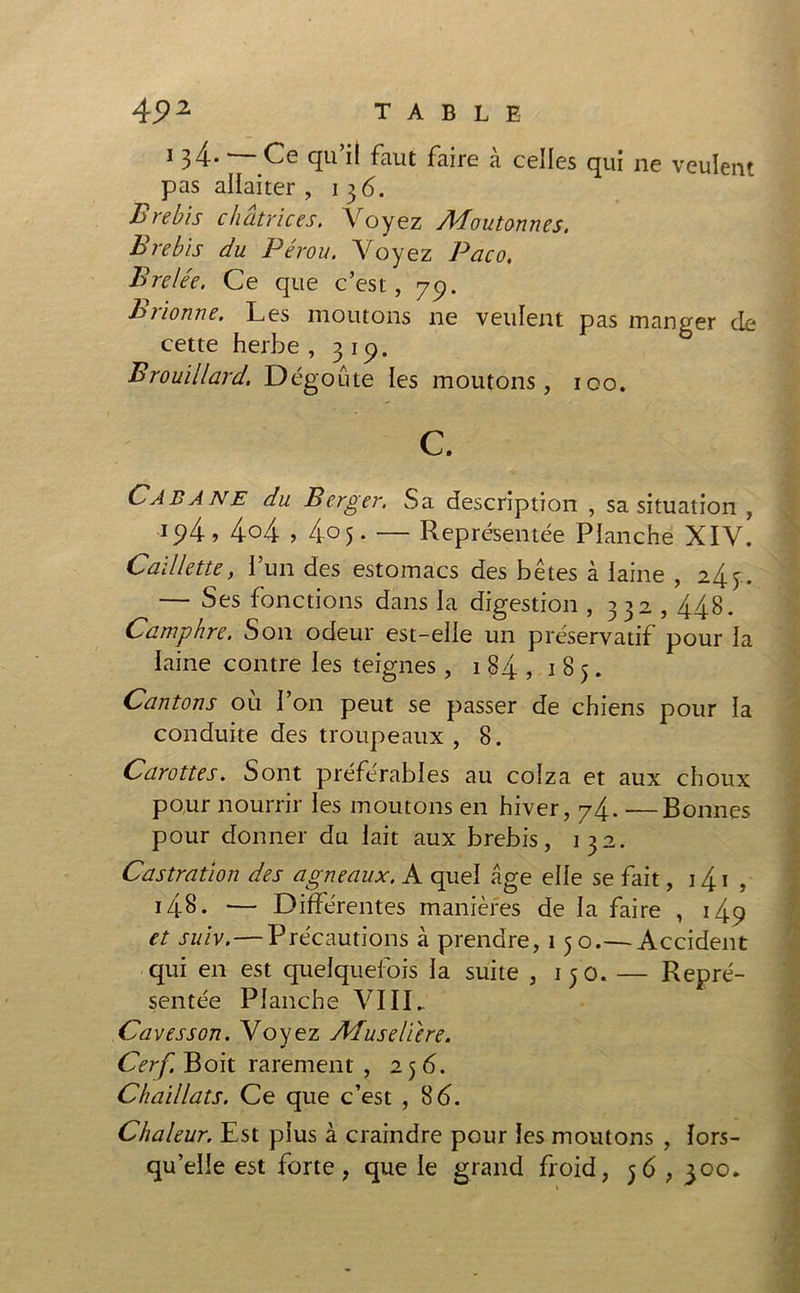 492 TABLE
134. — Ce qu'il faut faire à celles qui ne veulent
pas allaiter, 136.
Brebis châtrices. Voyez Moutonnes.
Brebis du Pérou. Voyez Paco.
Brelée. Ce que c'est, 79.
Brionne. Les moutons ne veulent pas manger de
cette herbe, 319.
Brouillard. Dégoûte les moutons, 100.
C.
CABANE du Berger. Sa description, sa situation,
194, 404, 405. — Représentée Planche XIV.
Caillette, l'un des estomacs des bêtes à laine, 245.
— Ses fonctions dans la digestion, 332, 448.
Camphre. Son odeur est-elle un préservatif pour la
laine contre les teignes, 184, 185.
Cantons où l'on peut se passer de chiens pour la
conduite des troupeaux, 8.
Carottes. Sont préférables au colza et aux choux
pour nourrir les moutons en hiver, 74. — Bonnes
pour donner du lait aux brebis, 132.
Castration des agneaux. A quel âge elle se fait, 141,
148. — Différentes manières de la faire, 149
et suiv. — Précautions à prendre, 150. — Accident
qui en est quelquefois la suite, 150. — Repré-
sentée Planche VIII.
Cavesson. Voyez Muselière.
Cerf. Boit rarement, 256.
Chaillats. Ce que c'est, 86.
Chaleur. Est plus à craindre pour les moutons, lors-
qu'elle est forte, que le grand froid, 56, 300.